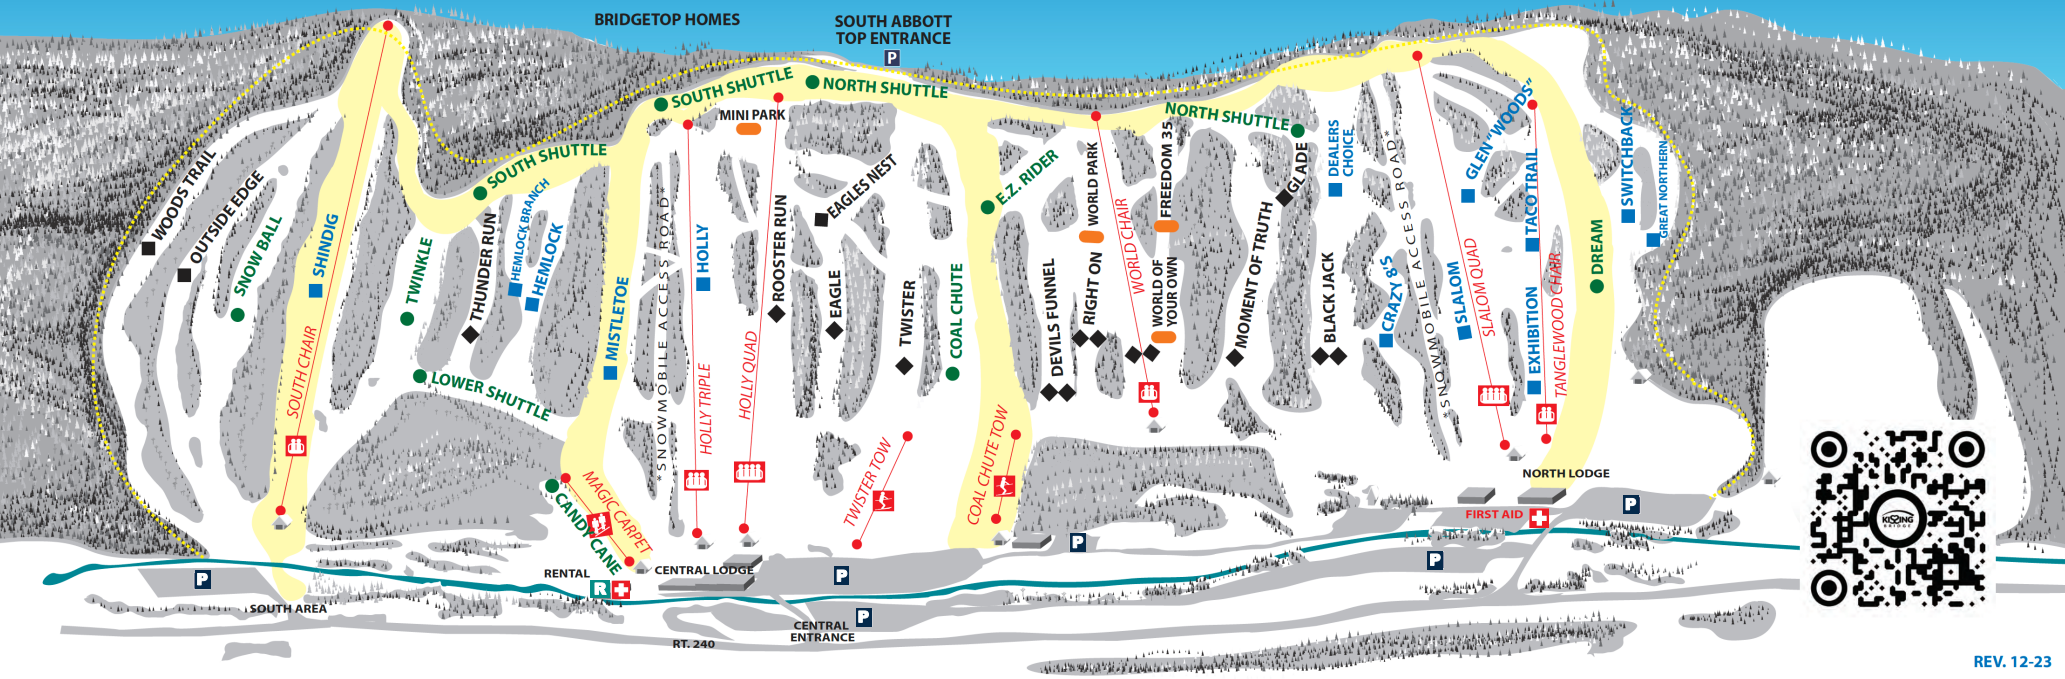 BRIDGETOP HOMES
SOUTH ABBOTT
TOP ENTRANCE
P
SOUTH SHUTTLE
NORTH SHUTTLE
MINI PARK
NORTH SHUTTLE
SOUTH SHUTTLE
WOODS TRAIL
OUTSIDE EDGE
SNOW BALL
SHINDIG
SOUTH CHAIR
TWINKLE
THUNDER RUN
HEMLOCK BRANCH
HEMLOCK
LOWER SHUTTLE
MISTLETOE
*SNOWMOBILE ACCESS ROAD*
HOLLY
HOLLY TRIPLE
HOLLY QUAD
ROOSTER RUN
EAGLES NEST
EAGLE
TWISTER
COAL CHUTE
E.Z. RIDER
DEVILS FUNNEL
RIGHT ON
WORLD PARK
WORLD CHAIR
FREEDOM 35
WORLD OF
YOUR OWN
MOMENT OF TRUTH
GLADE
BLACK JACK
DEALERS
CHOICE
CRAZY 8'S
*SNOWMOBILE ACCESS ROAD*
SLALOM
SLALOM QUAD
GLEN "WOODS"
TACO TRAIL
EXHIBITION
TANGLEWOOD CHAIR
DREAM
SWITCHBACK
GREAT NORTHERN
MAGIC CARPET
CANDY CANE
TWISTER TOW
COAL CHUTE TOW
NORTH LODGE
FIRST AID
P
P
P
P
P
P
RENTAL
R
CENTRAL LODGE
SOUTH AREA
CENTRAL
ENTRANCE
RT. 240
KISSING
BRIDGE
REV. 12-23